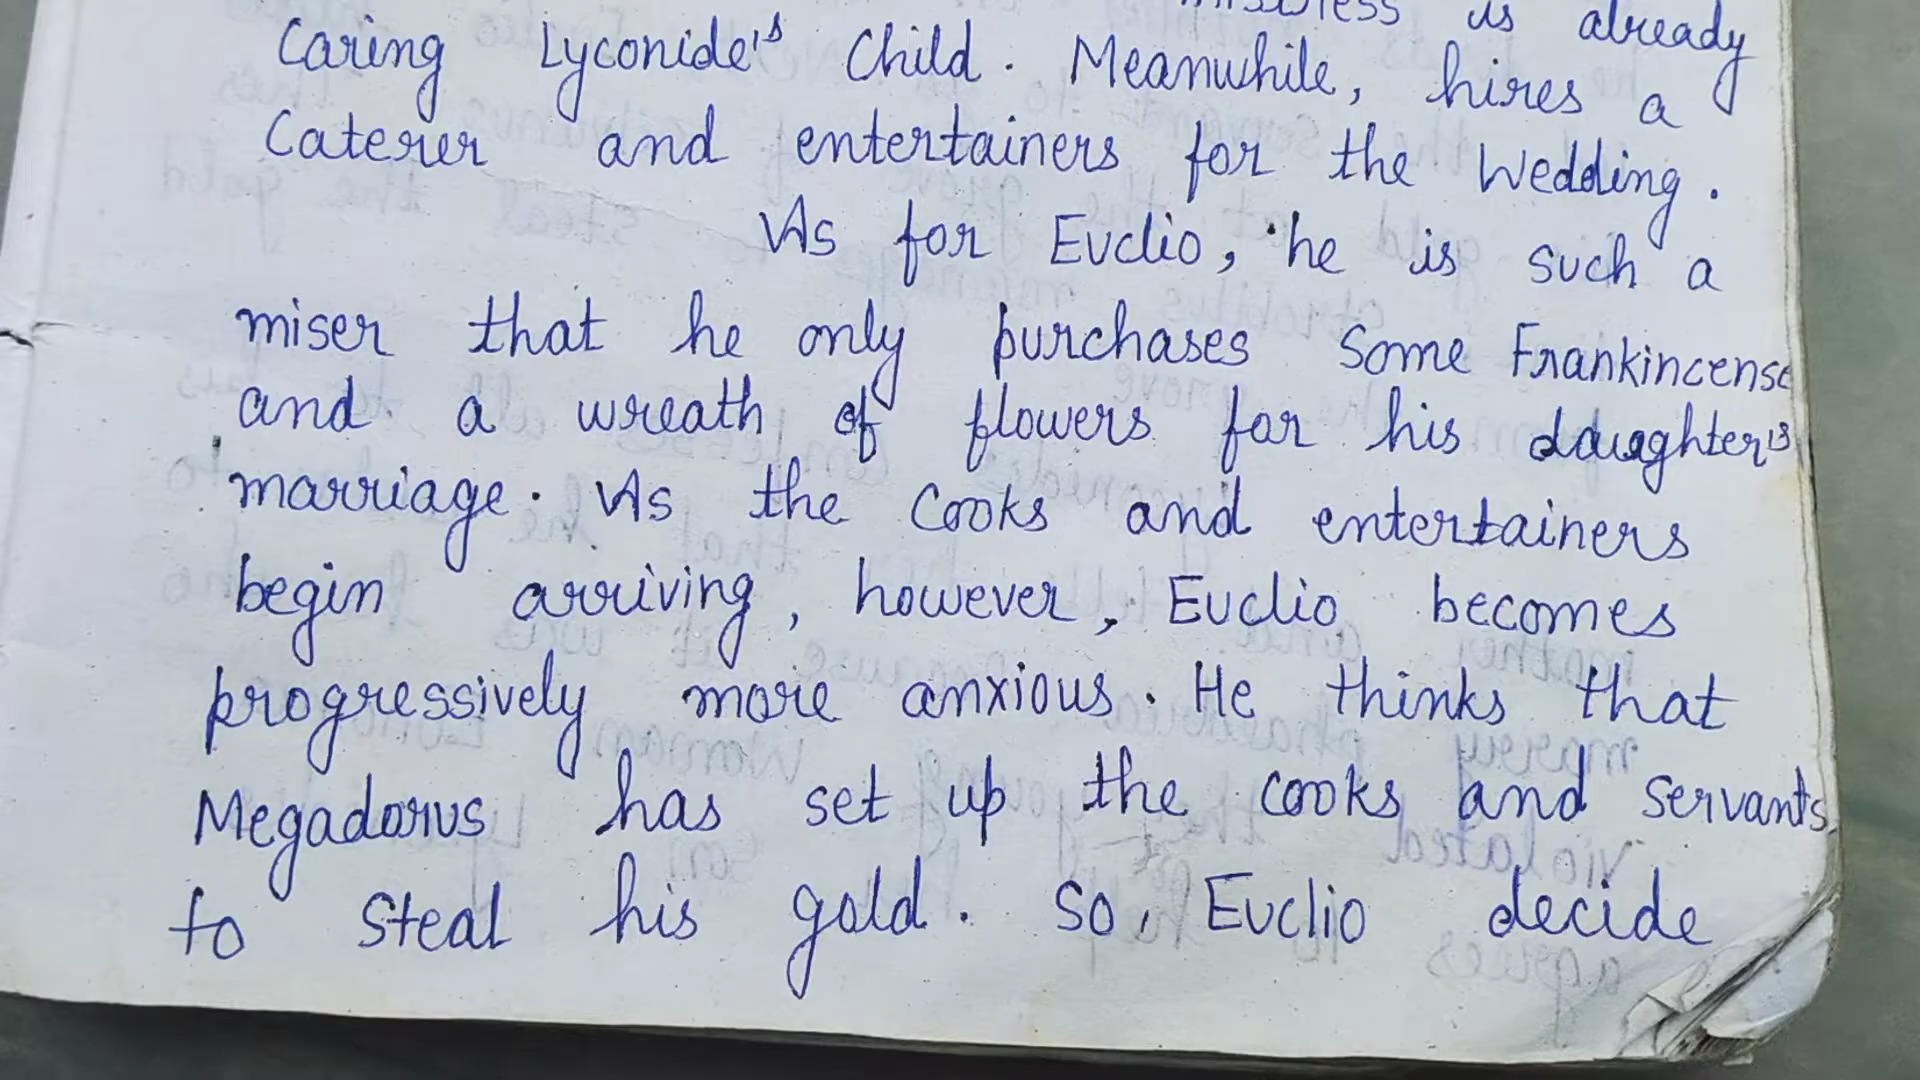 is already
Caring Lyconide's Child. Meanwhile, hires a
Caterer and entertainers for the Wedding.
As for Euclio, he is such a
miser that he only purchases Some Frankincense
and a wreath of flowers for his daughter's
marriage. As the Cooks and entertainers
begin arriving, however, Euclio becomes
progressively more anxious. He thinks that
Megadorus has set up the cooks and servants
to steal his gold. So, Euclio decide